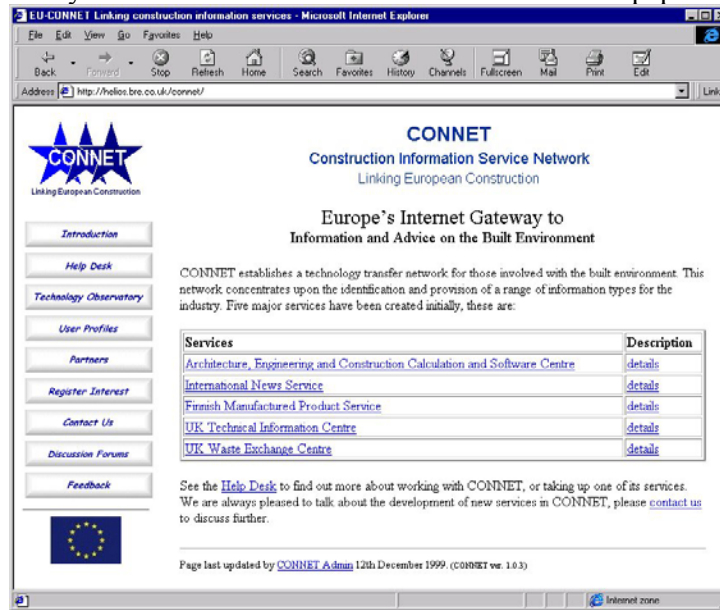 EU-CONNET Linking construction information services - Microsoft Internet Explorer
File Edit View Go Favorites Help
Back Forward Stop Refresh Home Search Favorites History Channels Fullscreen Mail Print Edit
Address http://helios.bre.co.uk/connet/ Link
CONNET
Linking European Construction
Introduction
Help Desk
Technology Observatory
User Profiles
Partners
Register Interest
Contact Us
Discussion Forums
Feedback
CONNET
Construction Information Service Network
Linking European Construction
Europe's Internet Gateway to
Information and Advice on the Built Environment
CONNET establishes a technology transfer network for those involved with the built environment. This
network concentrates upon the identification and provision of a range of information types for the
industry. Five major services have been created initially, these are:
Services Description
Architecture, Engineering and Construction Calculation and Software Centre details
International News Service details
Finnish Manufactured Product Service details
UK Technical Information Centre details
UK Waste Exchange Centre details
See the Help Desk to find out more about working with CONNET, or taking up one of its services.
We are always pleased to talk about the development of new services in CONNET, please contact us
to discuss further.
Page last updated by CONNET Admin 12th December 1999. (CONNET ver. 1.0.3)
Internet zone